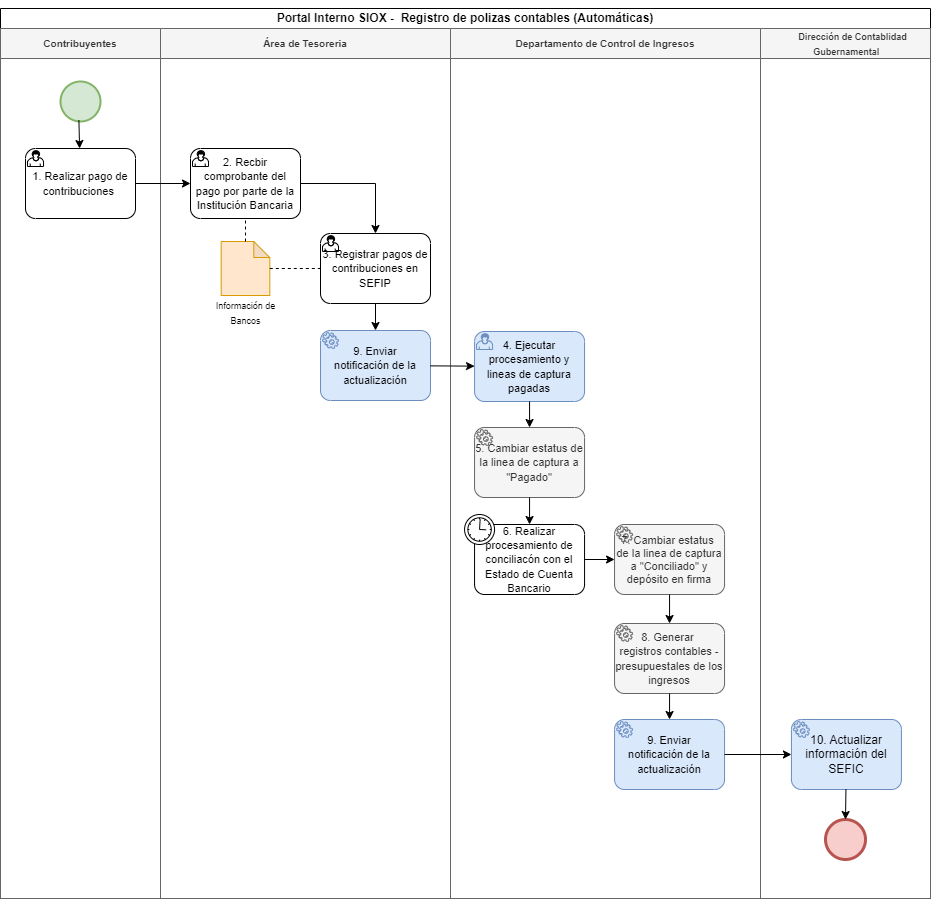 Portal Interno SIOX -  Registro de polizas contables (Automáticas)
Contribuyentes
Área de Tesoreria
Departamento de Control de Ingresos
Dirección de Contablidad
Gubernamental
1. Realizar pago de
contribuciones
2. Recbir
comprobante del
pago por parte de la
Institución Bancaria
3. Registrar pagos de
contribuciones en
SEFIP
Información de
Bancos
9. Enviar
notificación de la
actualización
4. Ejecutar
procesamiento y
lineas de captura
pagadas
5. Cambiar estatus de
la linea de captura a
"Pagado"
6. Realizar
procesamiento de
conciliacón con el
Estado de Cuenta
Bancario
7. Cambiar estatus
de la linea de captura
a "Conciliado" y
depósito en firma
8. Generar
registros contables -
presupuestales de los
ingresos
9. Enviar
notificación de la
actualización
10. Actualizar
información del
SEFIC